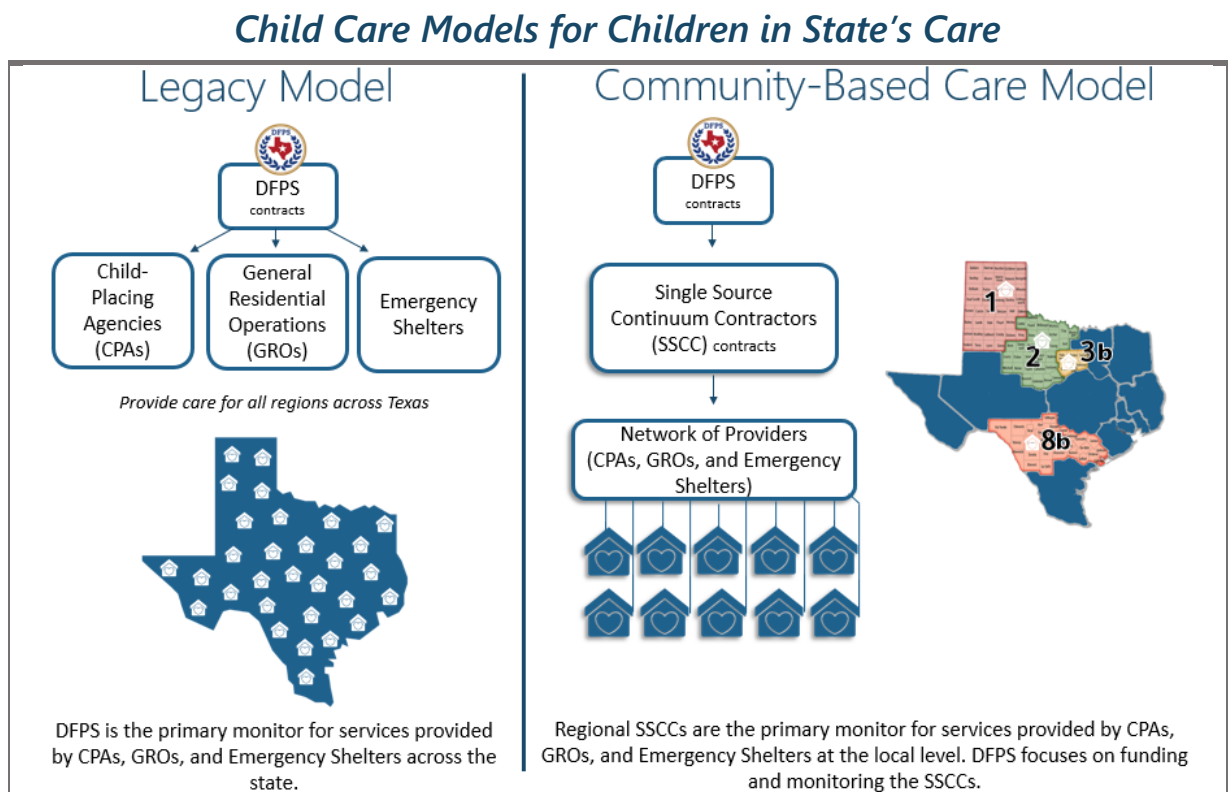 Child Care Models for Children in State's Care
Legacy Model
DFPS
DFPS
contracts
Child-
Placing
Agencies
(CPAs)
General
Residential
Operations
(GROs)
Emergency
Shelters
Provide care for all regions across Texas
DFPS is the primary monitor for services provided
by CPAs, GROs, and Emergency Shelters across the
state.
Community-Based Care Model
DFPS
DFPS
contracts
Single Source
Continuum Contractors
(SSCC) contracts
Network of Providers
(CPAs, GROs, and Emergency
Shelters)
1
2
3b
8b
Regional SSCCs are the primary monitor for services provided by CPAs,
GROs, and Emergency Shelters at the local level. DFPS focuses on funding
and monitoring the SSCCs.